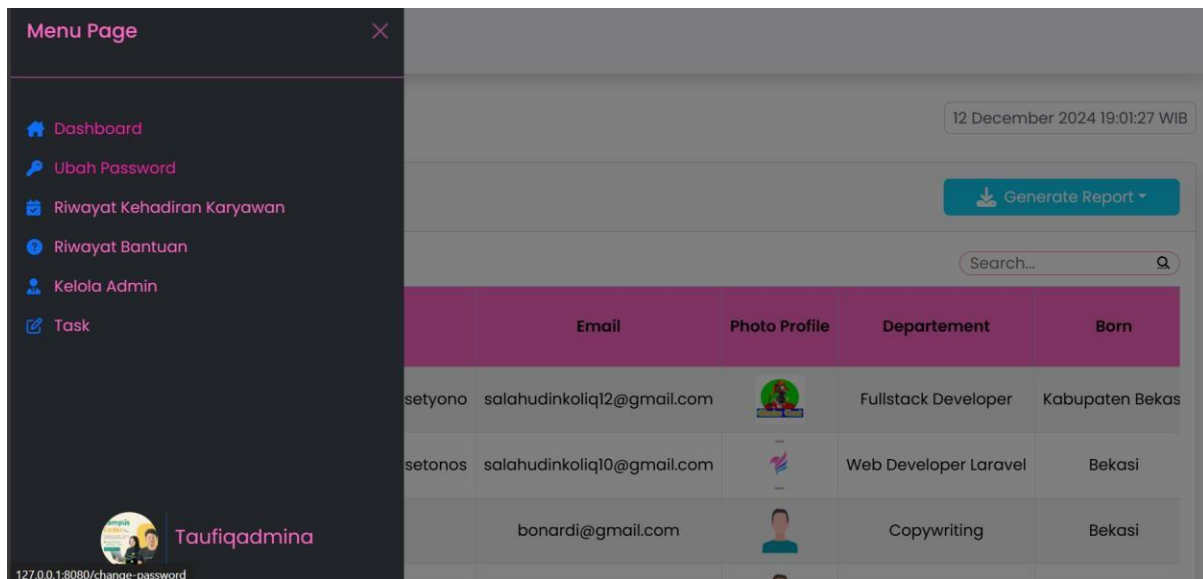 Menu Page
Dashboard
Ubah Password
Riwayat Kehadiran Karyawan
Riwayat Bantuan
Kelola Admin
Task
Taufiqadmina
127.0.0.1:8080/change-password
12 December 2024 19:01:27 WIB
Generate Report
Search...
Email Photo Profile Departement Born
setyono salahudinkoliq12@gmail.com Fullstack Developer Kabupaten Bekas
setonos salahudinkoliq10@gmail.com Web Developer Laravel Bekasi
bonardi@gmail.com Copywriting Bekasi